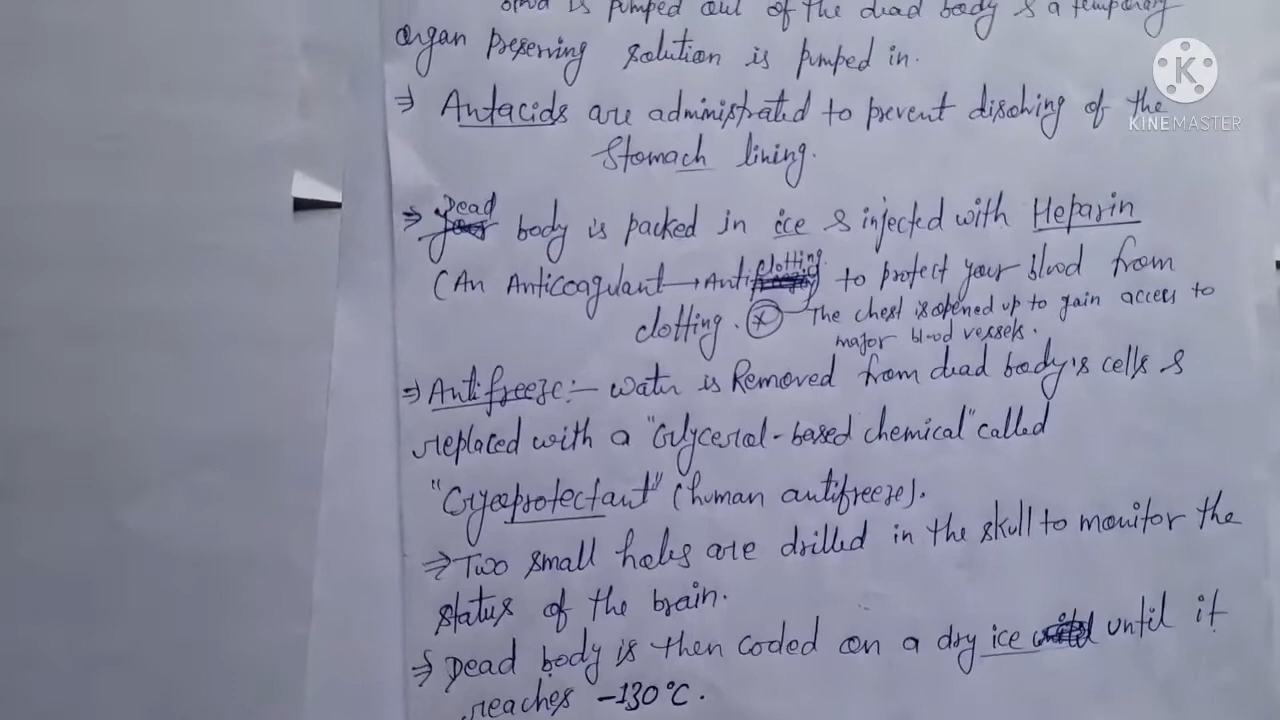 blood is pumped out of the dead body & a temporary
organ preserving solution is pumped in.
⇒ Antacids are administrated to prevent disolving of the
Stomach lining.
⇒ Dead body is packed in ice & injected with Heparin
(An Anticoagulant → Anti clotting to protect your blood from
clotting. * The chest is opened up to gain access to
major blood vessels.
⇒ Antifreeze:- Water is Removed from dead body's cells &
replaced with a "Glycerol-based chemical" called
"Cryoprotectant" (human antifreeze).
⇒ Two small holes are drilled in the skull to monitor the
status of the brain.
⇒ Dead body is then cooled on a dry ice until it
reaches -130°C.
K
KINEMASTER